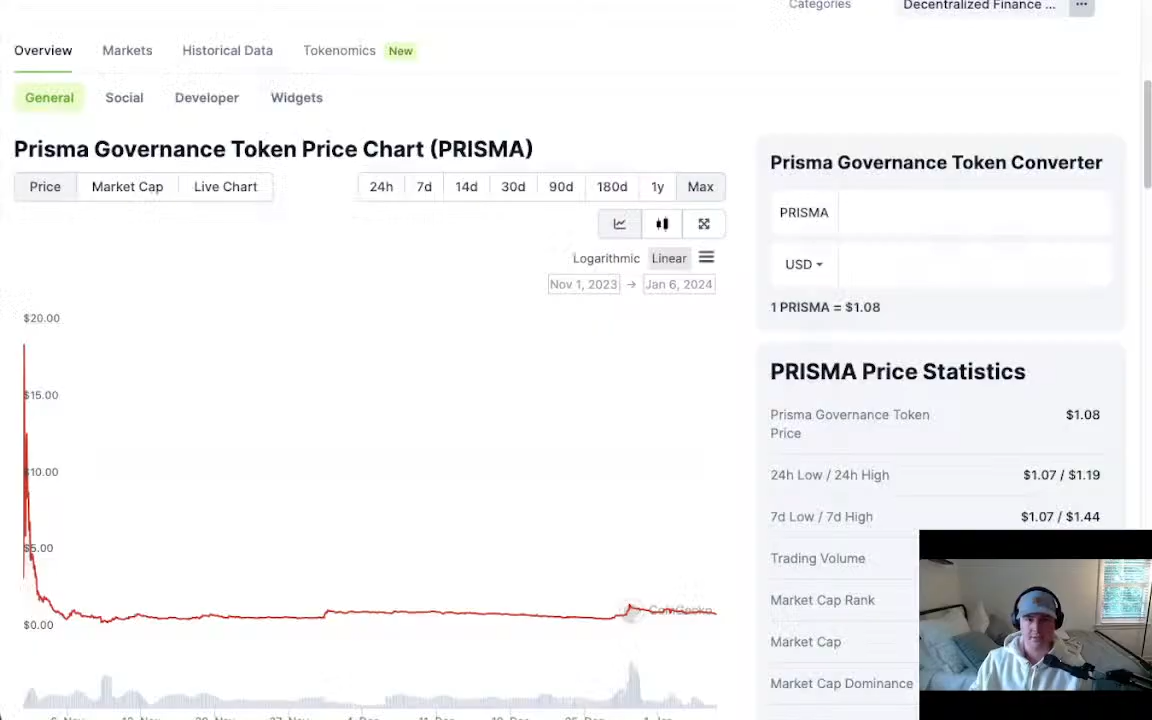 Categories
Decentralized Finance ...
Overview
Markets
Historical Data
Tokenomics
New
General
Social
Developer
Widgets
Prisma Governance Token Price Chart (PRISMA)
Price
Market Cap
Live Chart
24h
7d
14d
30d
90d
180d
1y
Max
Logarithmic
Linear
Nov 1, 2023 → Jan 6, 2024
$20.00
$15.00
$10.00
$5.00
$0.00
CoinGecko
Prisma Governance Token Converter
PRISMA
USD
1 PRISMA = $1.08
PRISMA Price Statistics
Prisma Governance Token
Price
$1.08
24h Low / 24h High
$1.07 / $1.19
7d Low / 7d High
$1.07 / $1.44
Trading Volume
Market Cap Rank
Market Cap
Market Cap Dominance